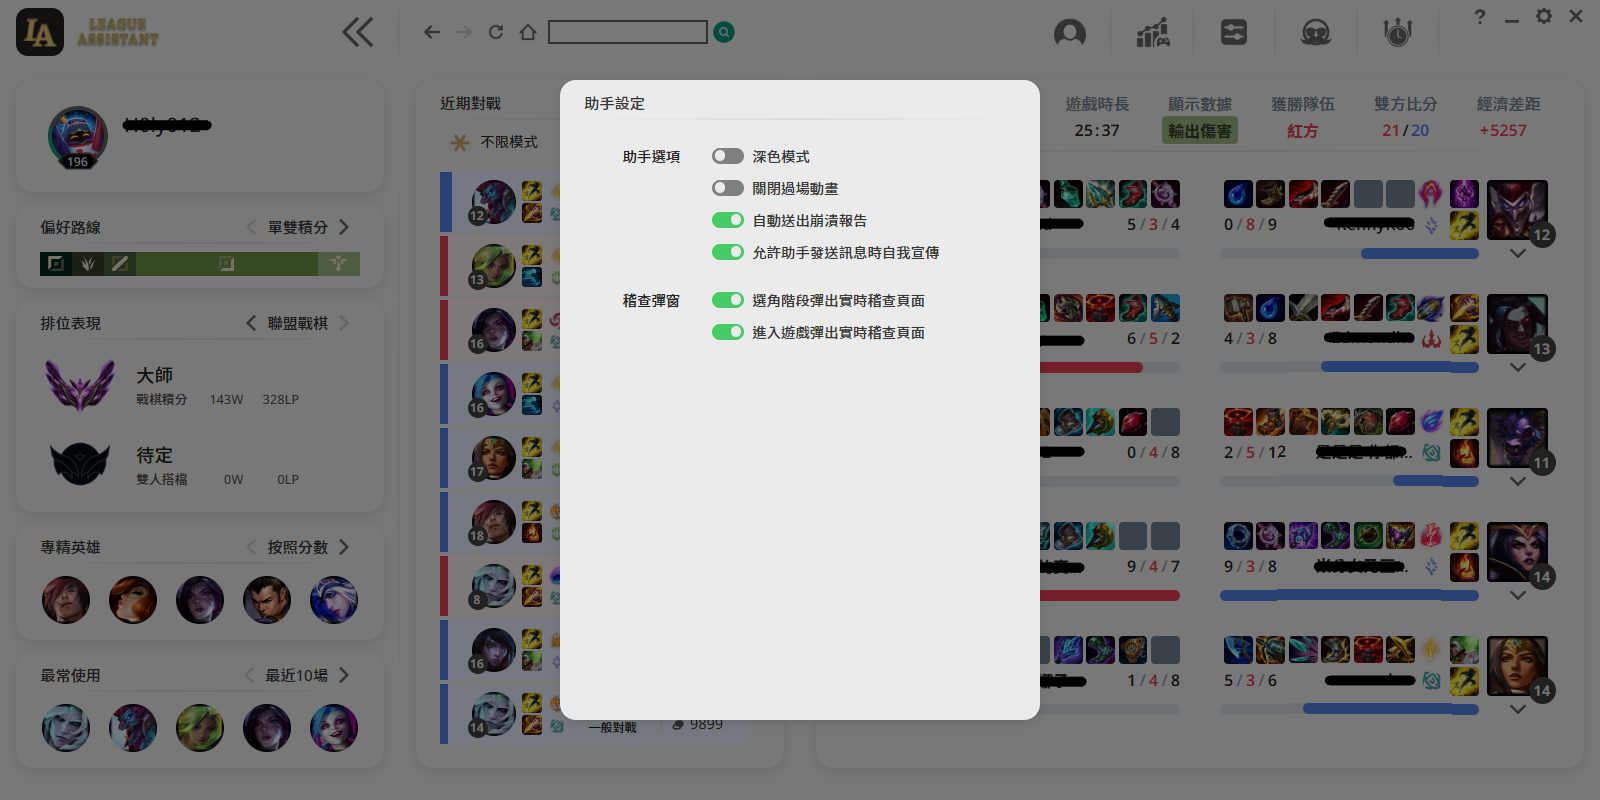 LA
LEAGUE
ASSISTANT
?
196
偏好路線
單雙積分
排位表現
聯盟戰棋
大師
戰棋積分 143W 328LP
待定
雙人搭檔 0W 0LP
專精英雄
按照分數
最常使用
最近10場
近期對戰
不限模式
12
13
16
16
17
18
8
16
14
一般對戰
9899
助手設定
助手選項
深色模式
關閉過場動畫
自動送出崩潰報告
允許助手發送訊息時自我宣傳
稽查彈窗
選角階段彈出實時稽查頁面
進入遊戲彈出實時稽查頁面
遊戲時長 顯示數據 獲勝隊伍 雙方比分 經濟差距
25:37 輸出傷害 紅方 21/20 +5257
5 / 3 / 4
0 / 8 / 9
12
6 / 5 / 2
4 / 3 / 8
13
0 / 4 / 8
2 / 5 / 12
11
9 / 4 / 7
9 / 3 / 8
14
1 / 4 / 8
5 / 3 / 6
14